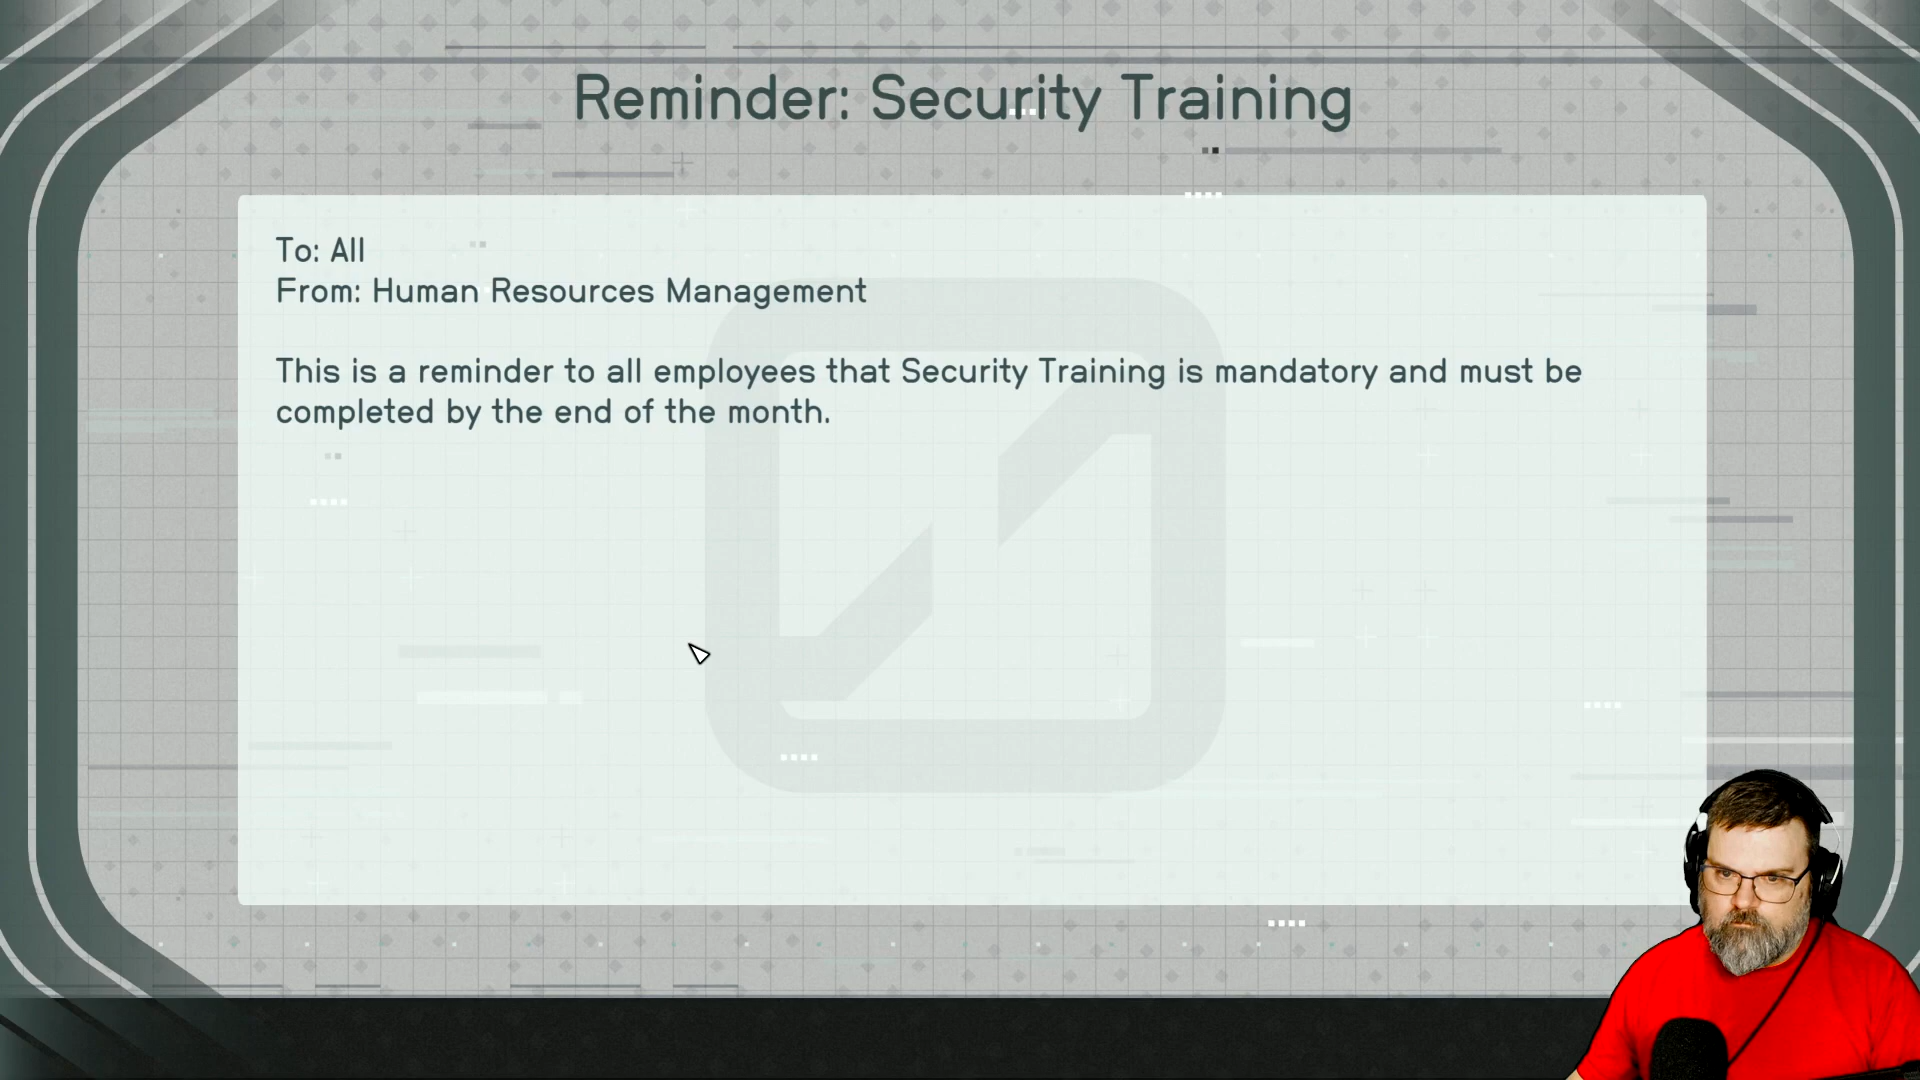 Reminder: Security Training
To: All
From: Human Resources Management
This is a reminder to all employees that Security Training is mandatory and must be
completed by the end of the month.